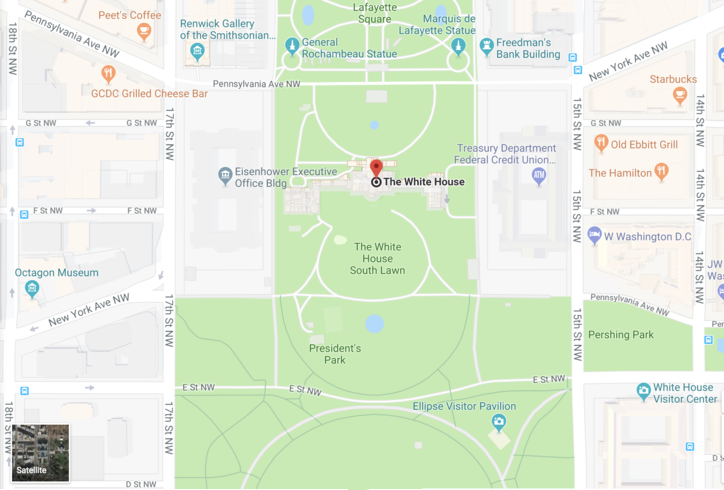 Lafayette
Square
Peet's Coffee
Pennsylvania Ave NW
18th St NW
Renwick Gallery
of the Smithsonian...
General
Rochambeau Statue
Marquis de
Lafayette Statue
Freedman's
Bank Building
New York Ave NW
GCDC Grilled Cheese Bar
Pennsylvania Ave NW
Starbucks
G St NW
17th St NW
15th St NW
G St NW
14th St NW
Old Ebbitt Grill
Treasury Department
Federal Credit Union...
ATM
The Hamilton
Eisenhower Executive
Office Bldg
The White House
F St NW
F St NW
15th St NW
F St NW
14th St NW
W Washington D.C
The White
House
South Lawn
Octagon Museum
JW
Was
14th St NW
New York Ave NW
17th St NW
Pennsylvania Ave NW
15th St NW
Pershing Park
President's
Park
E St NW
E St NW
E St NW
White House
Visitor Center
Ellipse Visitor Pavilion
18th St NW
17th St NW
Satellite
D St NW
D St